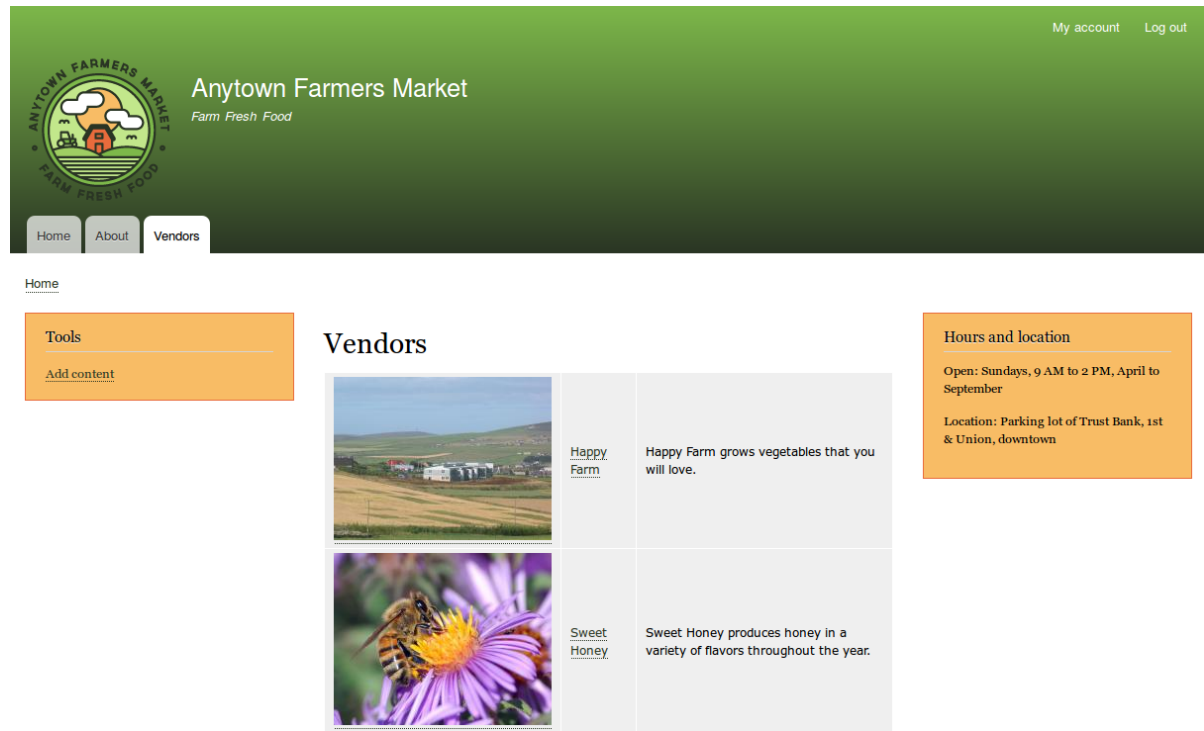 My account Log out
ANYTOWN FARMERS MARKET
FARM FRESH FOOD
Anytown Farmers Market
Farm Fresh Food
Home About Vendors
Home
Tools
Add content
Vendors
Happy
Farm
Happy Farm grows vegetables that you
will love.
Sweet
Honey
Sweet Honey produces honey in a
variety of flavors throughout the year.
Hours and location
Open: Sundays, 9 AM to 2 PM, April to
September
Location: Parking lot of Trust Bank, 1st
& Union, downtown